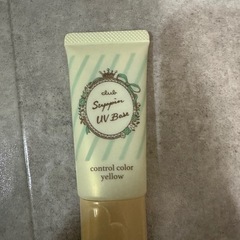 club
Suppin
UV Base
control color
yellow